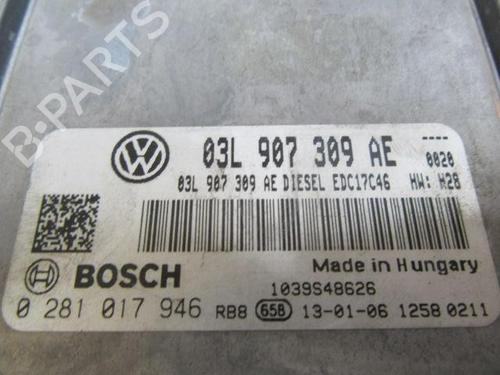 B-PARTS
03L 907 309 AE ----
03L 907 309 AE DIESEL EDC17C46 0020
HW: H28
BOSCH
Made in Hungary
1039S48626
0 281 017 946 RB8 658 13-01-06 1258 0211